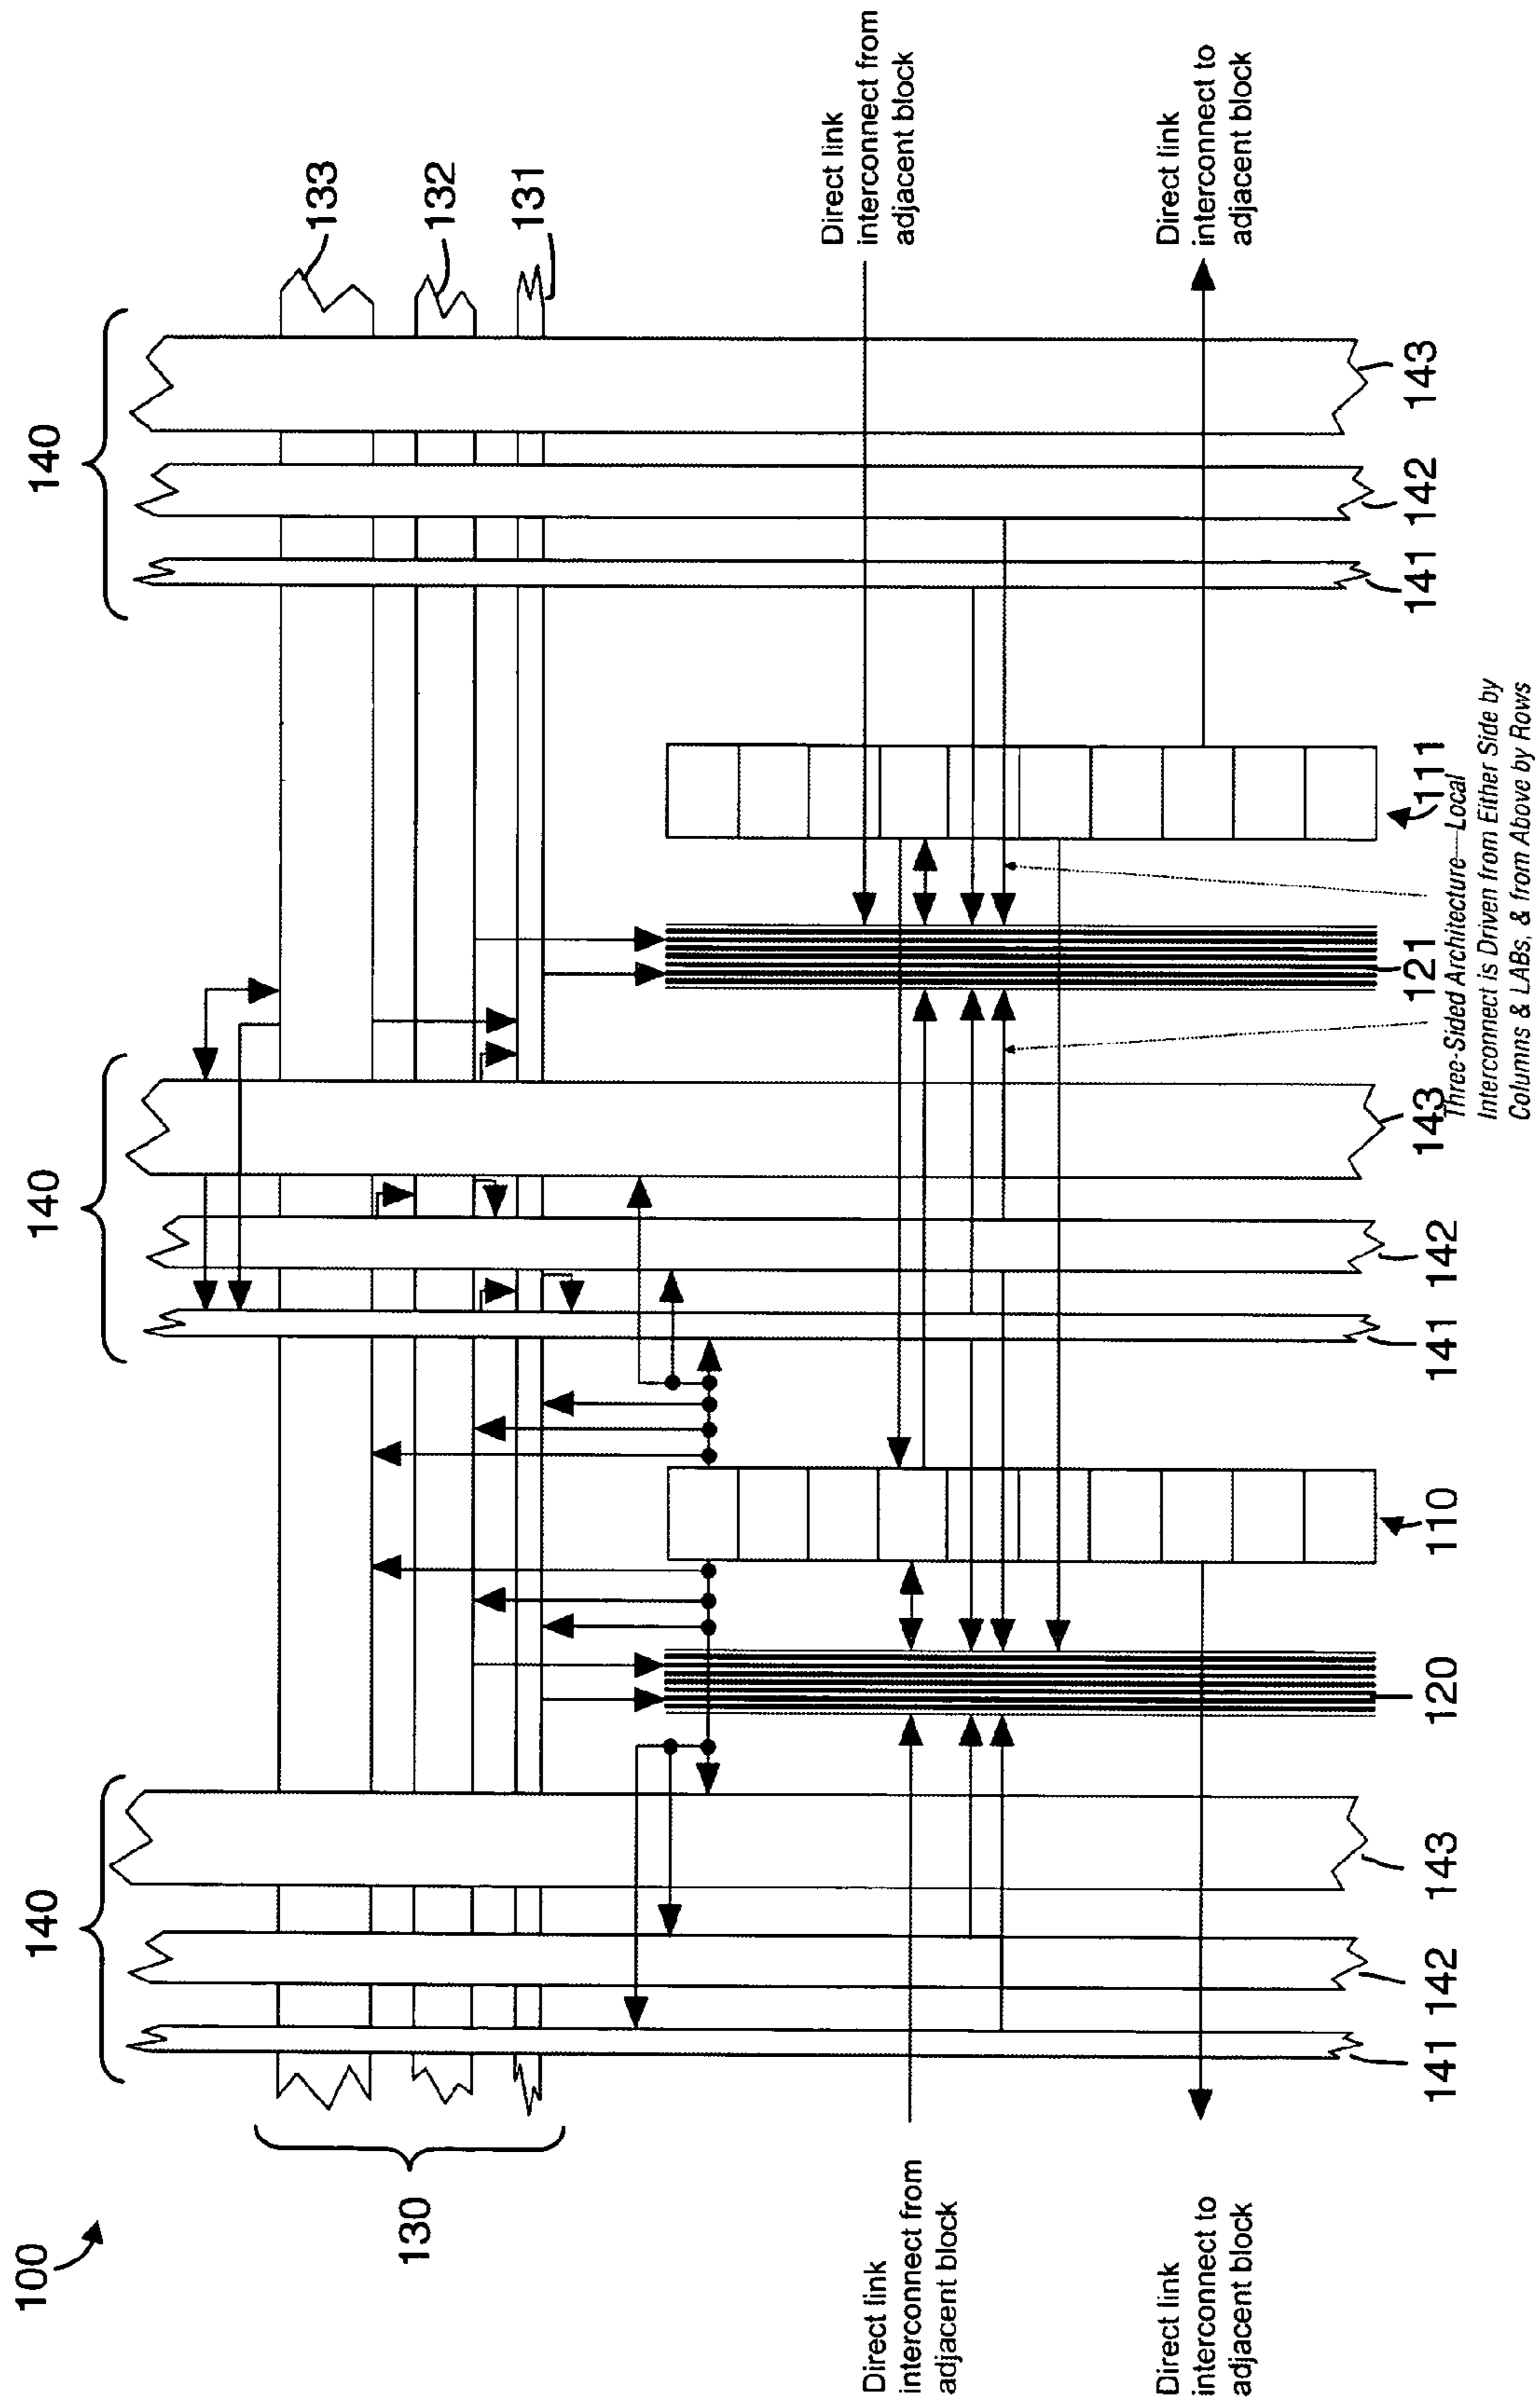 100
140
140
140
133
132
131
130
Direct link
interconnect from
adjacent block
Direct link
interconnect to
adjacent block
Direct link
interconnect from
adjacent block
Direct link
interconnect to
adjacent block
141
142
143
120
110
141
142
143
121
111
141
142
143
Three-Sided Architecture—Local
Interconnect is Driven from Either Side by
Columns & LABs, & from Above by Rows